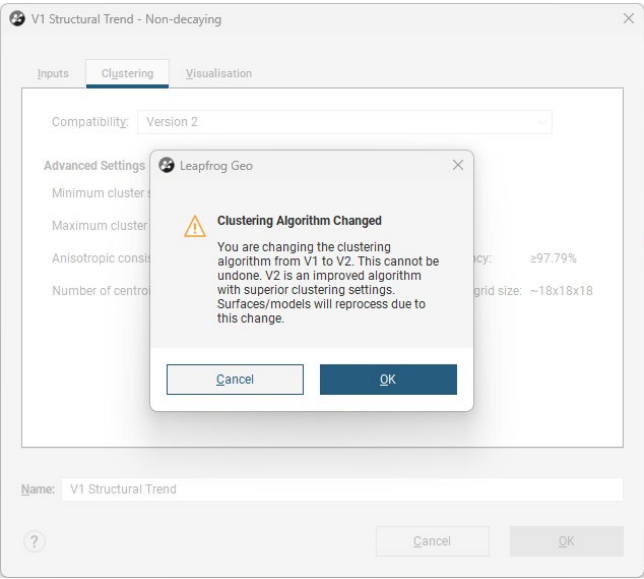 V1 Structural Trend - Non-decaying
Inputs Clustering Visualisation
Compatibility: Version 2
Advanced Settings
Leapfrog Geo
Minimum cluster
Maximum cluster
Clustering Algorithm Changed
You are changing the clustering
algorithm from V1 to V2. This cannot be
undone. V2 is an improved algorithm
with superior clustering settings.
Surfaces/models will reprocess due to
this change.
Anisotropic consis
ncy: ≥97.79%
Number of centroi
grid size: ~18x18x18
Cancel OK
Name: V1 Structural Trend
? Cancel OK